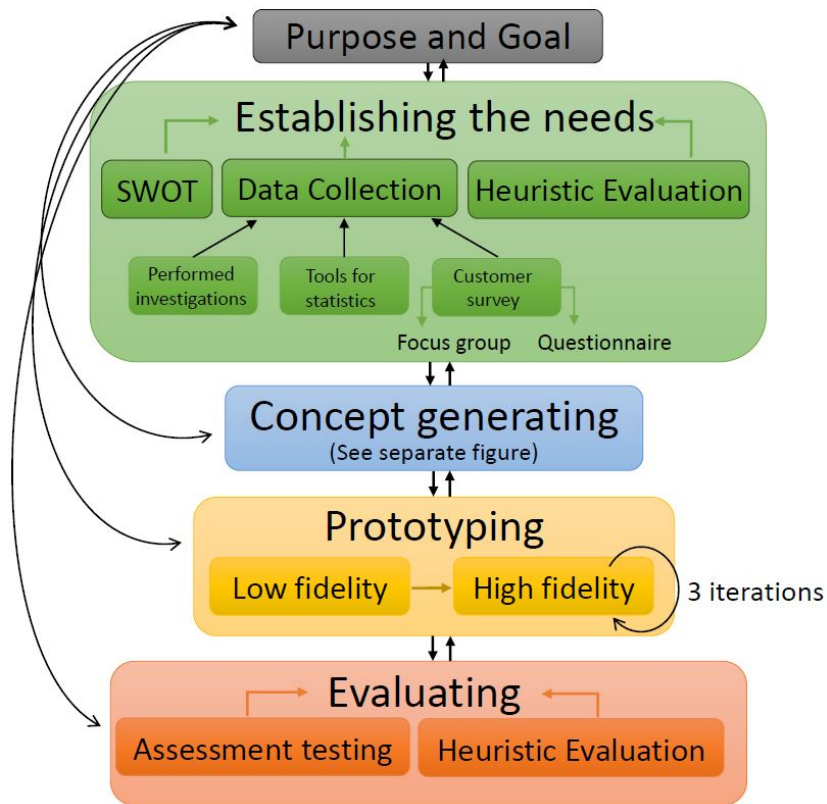 Purpose and Goal
Establishing the needs
SWOT
Data Collection
Heuristic Evaluation
Performed
investigations
Tools for
statistics
Customer
survey
Focus group
Questionnaire
Concept generating
(See separate figure)
Prototyping
Low fidelity
High fidelity
3 iterations
Evaluating
Assessment testing
Heuristic Evaluation